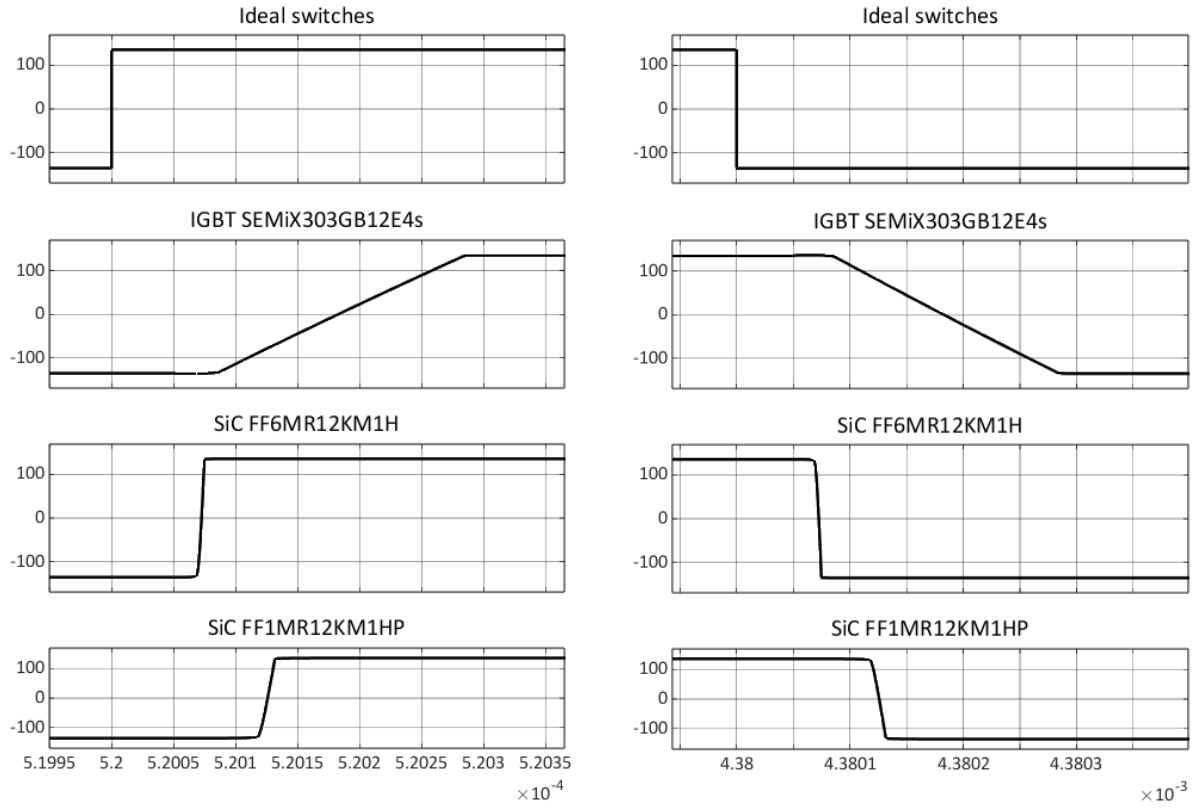 Ideal switches
100
0
-100
IGBT SEMiX303GB12E4s
100
0
-100
SiC FF6MR12KM1H
100
0
-100
SiC FF1MR12KM1HP
100
0
-100
5.1995 5.2 5.2005 5.201 5.2015 5.202 5.2025 5.203 5.2035
×10⁻⁴
Ideal switches
100
0
-100
IGBT SEMiX303GB12E4s
100
0
-100
SiC FF6MR12KM1H
100
0
-100
SiC FF1MR12KM1HP
100
0
-100
4.38 4.3801 4.3802 4.3803
×10⁻³